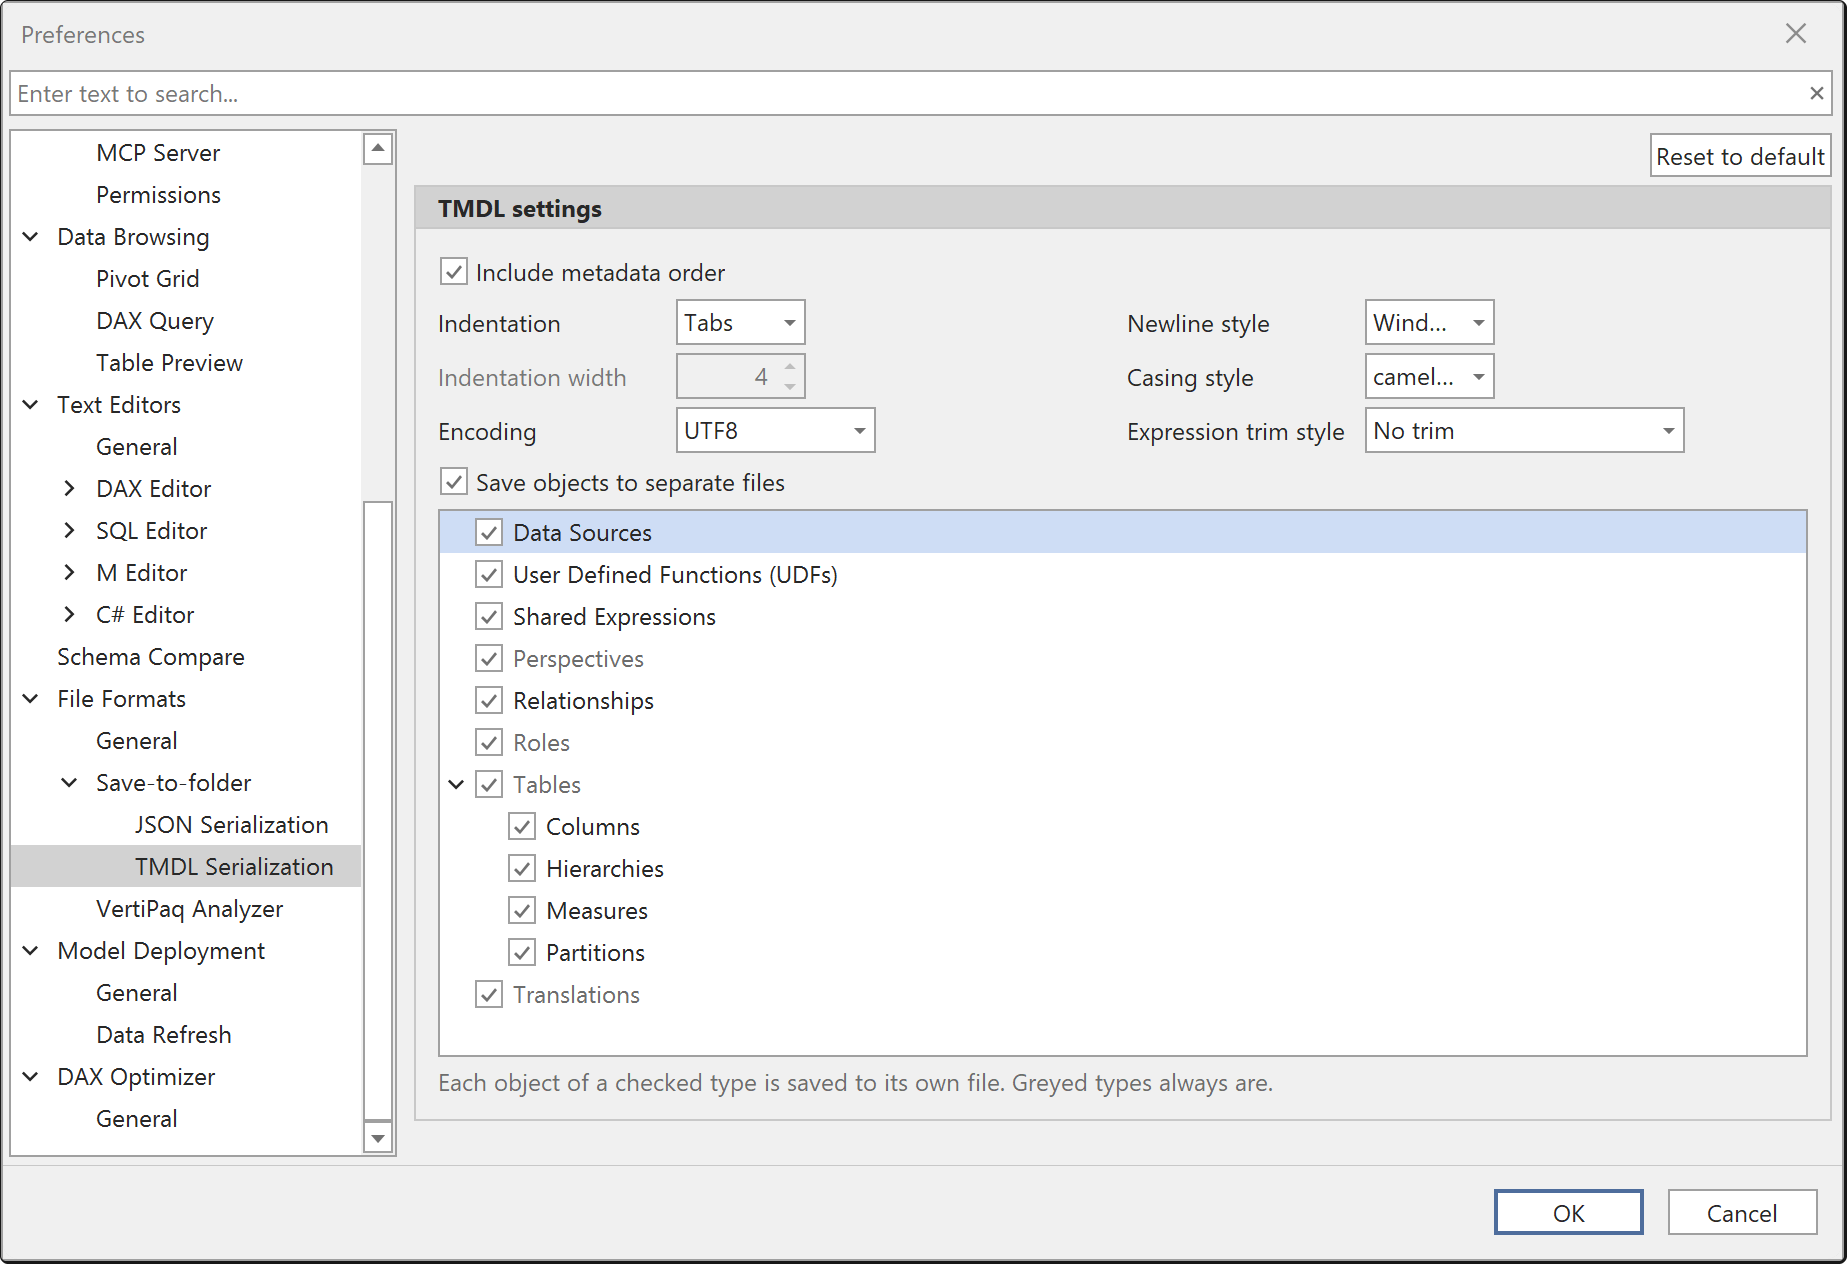 Preferences
Enter text to search...
MCP Server
Permissions
Data Browsing
Pivot Grid
DAX Query
Table Preview
Text Editors
General
DAX Editor
SQL Editor
M Editor
C# Editor
Schema Compare
File Formats
General
Save-to-folder
JSON Serialization
TMDL Serialization
VertiPaq Analyzer
Model Deployment
General
Data Refresh
DAX Optimizer
General
Reset to default
TMDL settings
Include metadata order
Indentation Tabs Newline style Wind...
Indentation width 4 Casing style camel...
Encoding UTF8 Expression trim style No trim
Save objects to separate files
Data Sources
User Defined Functions (UDFs)
Shared Expressions
Perspectives
Relationships
Roles
Tables
Columns
Hierarchies
Measures
Partitions
Translations
Each object of a checked type is saved to its own file. Greyed types always are.
OK Cancel